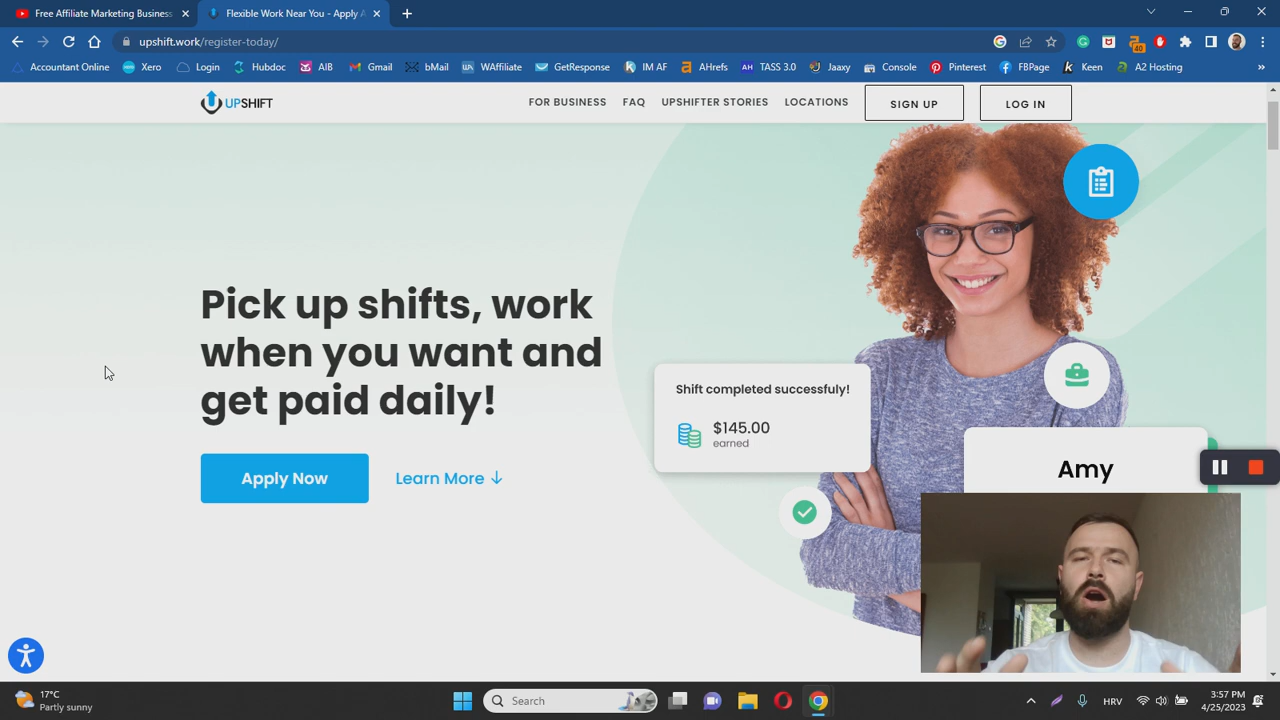 Free Affiliate Marketing Business
Flexible Work Near You - Apply A
upshift.work/register-today/
40
Accountant Online
Xero
Login
Hubdoc
AIB
Gmail
bMail
WAffiliate
GetResponse
IM AF
AHrefs
AH
TASS 3.0
Jaaxy
Console
Pinterest
FBPage
Keen
A2 Hosting
UPSHIFT
FOR BUSINESS
FAQ
UPSHIFTER STORIES
LOCATIONS
SIGN UP
LOG IN
Pick up shifts, work
when you want and
get paid daily!
Apply Now
Learn More
Shift completed successfuly!
$145.00
earned
Amy
17°C
Partly sunny
Search
HRV
3:57 PM
4/25/2023